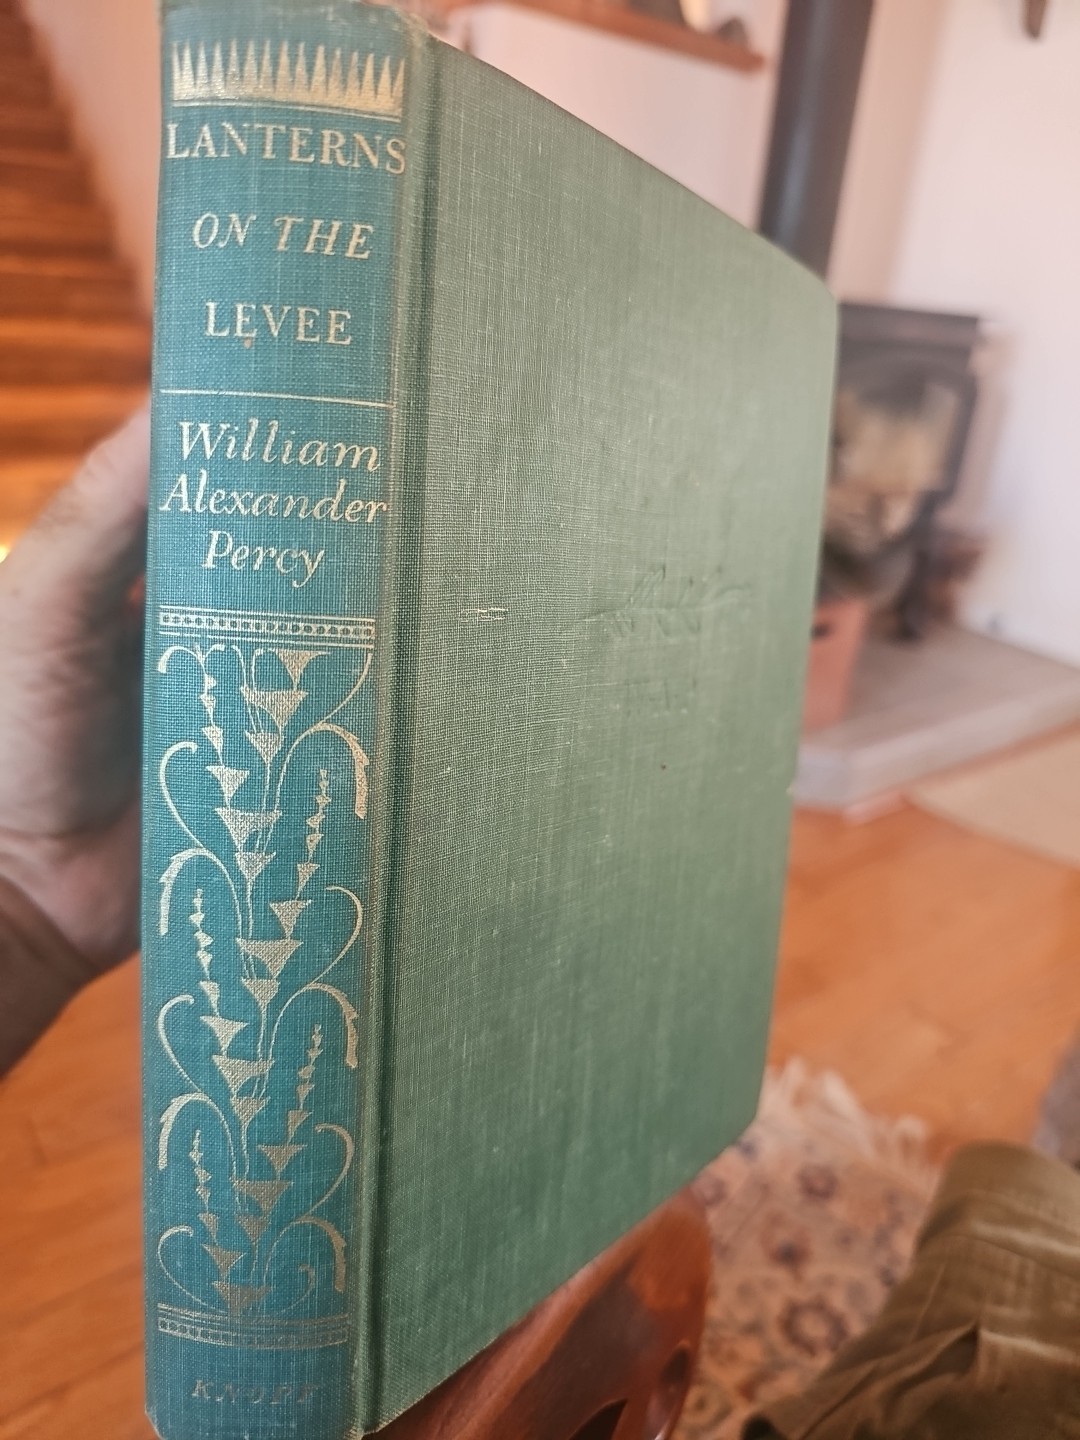 LANTERNS
ON THE
LEVEE
William
Alexander
Percy
KNOPF